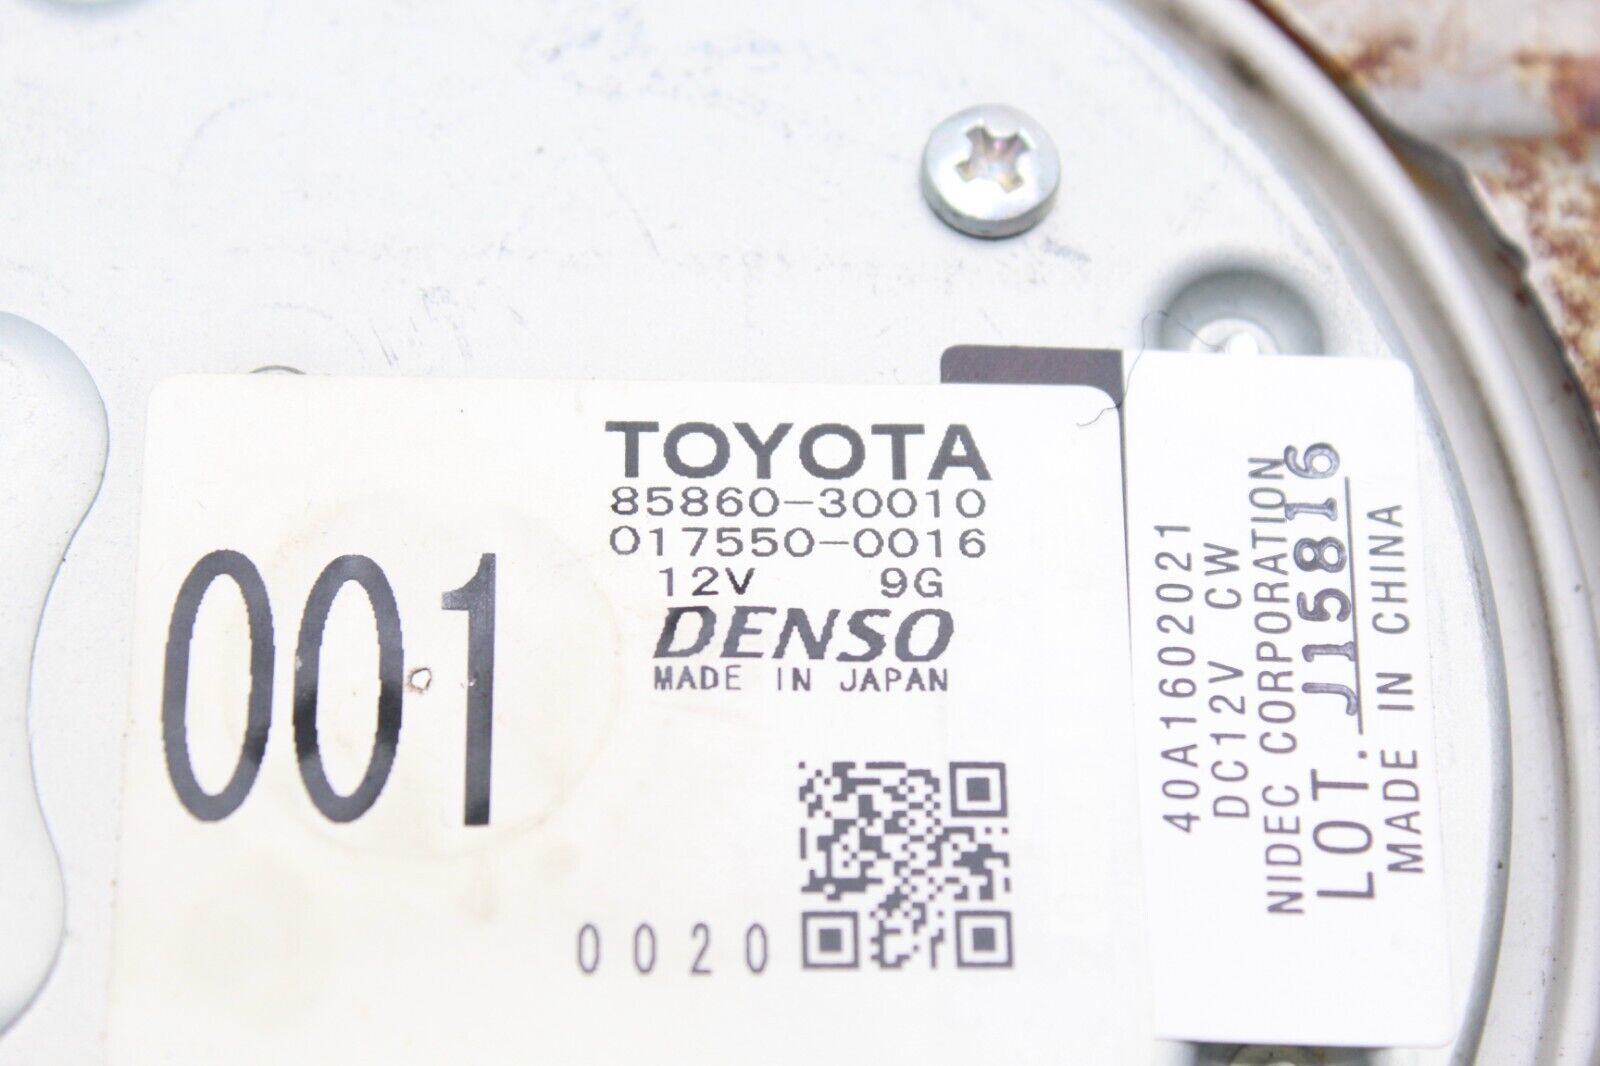 TOYOTA
85860-30010
017550-0016
12V 9G
DENSO
MADE IN JAPAN
001
0020
40A1602021
DC12V CW
NIDEC CORPORATION
LOT. J15816
MADE IN CHINA